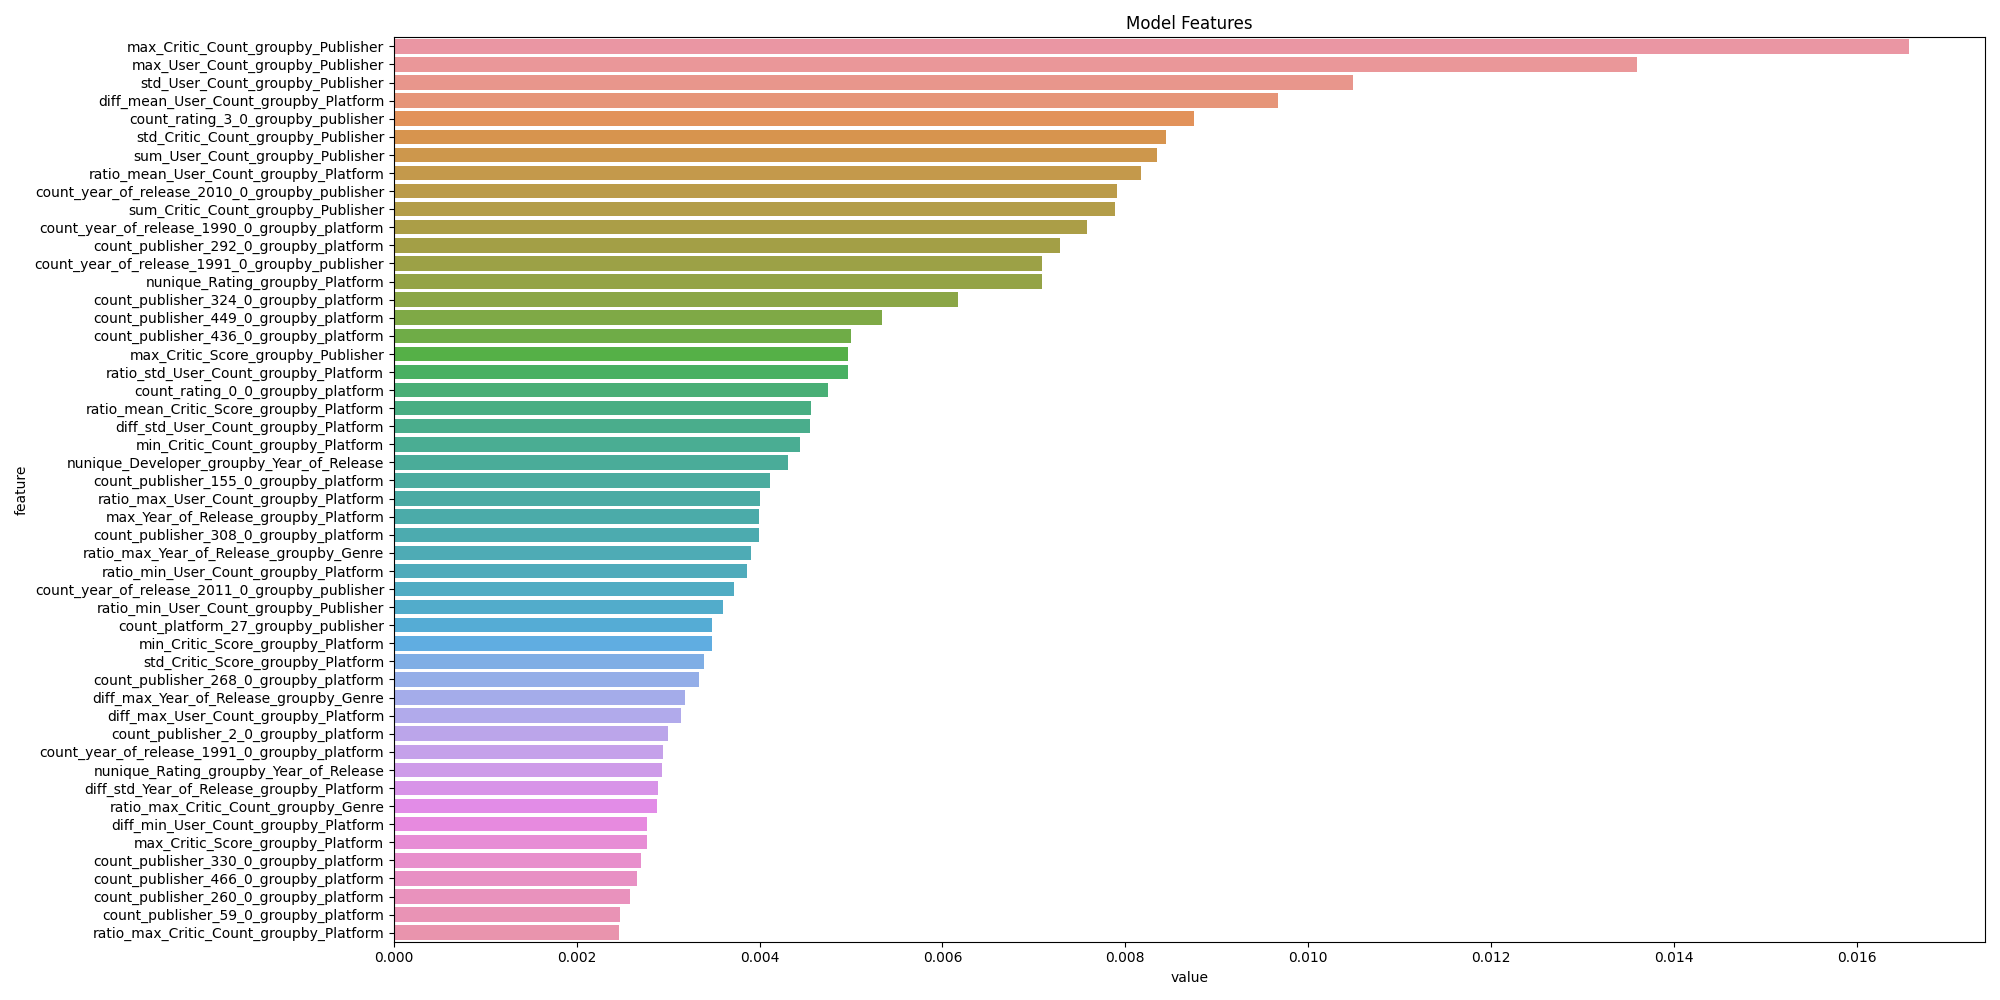 Model Features
feature
max_Critic_Count_groupby_Publisher
max_User_Count_groupby_Publisher
std_User_Count_groupby_Publisher
diff_mean_User_Count_groupby_Platform
count_rating_3_0_groupby_publisher
std_Critic_Count_groupby_Publisher
sum_User_Count_groupby_Publisher
ratio_mean_User_Count_groupby_Platform
count_year_of_release_2010_0_groupby_publisher
sum_Critic_Count_groupby_Publisher
count_year_of_release_1990_0_groupby_platform
count_publisher_292_0_groupby_platform
count_year_of_release_1991_0_groupby_publisher
nunique_Rating_groupby_Platform
count_publisher_324_0_groupby_platform
count_publisher_449_0_groupby_platform
count_publisher_436_0_groupby_platform
max_Critic_Score_groupby_Publisher
ratio_std_User_Count_groupby_Platform
count_rating_0_0_groupby_platform
ratio_mean_Critic_Score_groupby_Platform
diff_std_User_Count_groupby_Platform
min_Critic_Count_groupby_Platform
nunique_Developer_groupby_Year_of_Release
count_publisher_155_0_groupby_platform
ratio_max_User_Count_groupby_Platform
max_Year_of_Release_groupby_Platform
count_publisher_308_0_groupby_platform
ratio_max_Year_of_Release_groupby_Genre
ratio_min_User_Count_groupby_Platform
count_year_of_release_2011_0_groupby_publisher
ratio_min_User_Count_groupby_Publisher
count_platform_27_groupby_publisher
min_Critic_Score_groupby_Platform
std_Critic_Score_groupby_Platform
count_publisher_268_0_groupby_platform
diff_max_Year_of_Release_groupby_Genre
diff_max_User_Count_groupby_Platform
count_publisher_2_0_groupby_platform
count_year_of_release_1991_0_groupby_platform
nunique_Rating_groupby_Year_of_Release
diff_std_Year_of_Release_groupby_Platform
ratio_max_Critic_Count_groupby_Genre
diff_min_User_Count_groupby_Platform
max_Critic_Score_groupby_Platform
count_publisher_330_0_groupby_platform
count_publisher_466_0_groupby_platform
count_publisher_260_0_groupby_platform
count_publisher_59_0_groupby_platform
ratio_max_Critic_Count_groupby_Platform
0.000 0.002 0.004 0.006 0.008 0.010 0.012 0.014 0.016
value